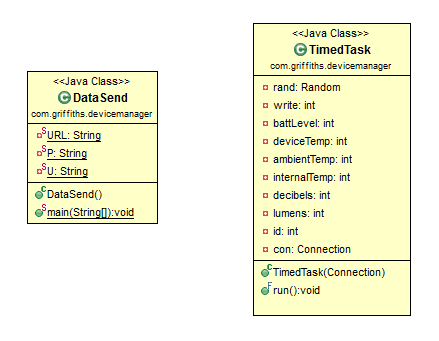 <<Java Class>>
DataSend
com.griffiths.devicemanager
URL: String
P: String
U: String
DataSend()
main(String[]):void
<<Java Class>>
TimedTask
com.griffiths.devicemanager
rand: Random
write: int
battLevel: int
deviceTemp: int
ambientTemp: int
internalTemp: int
decibels: int
lumens: int
id: int
con: Connection
TimedTask(Connection)
run():void